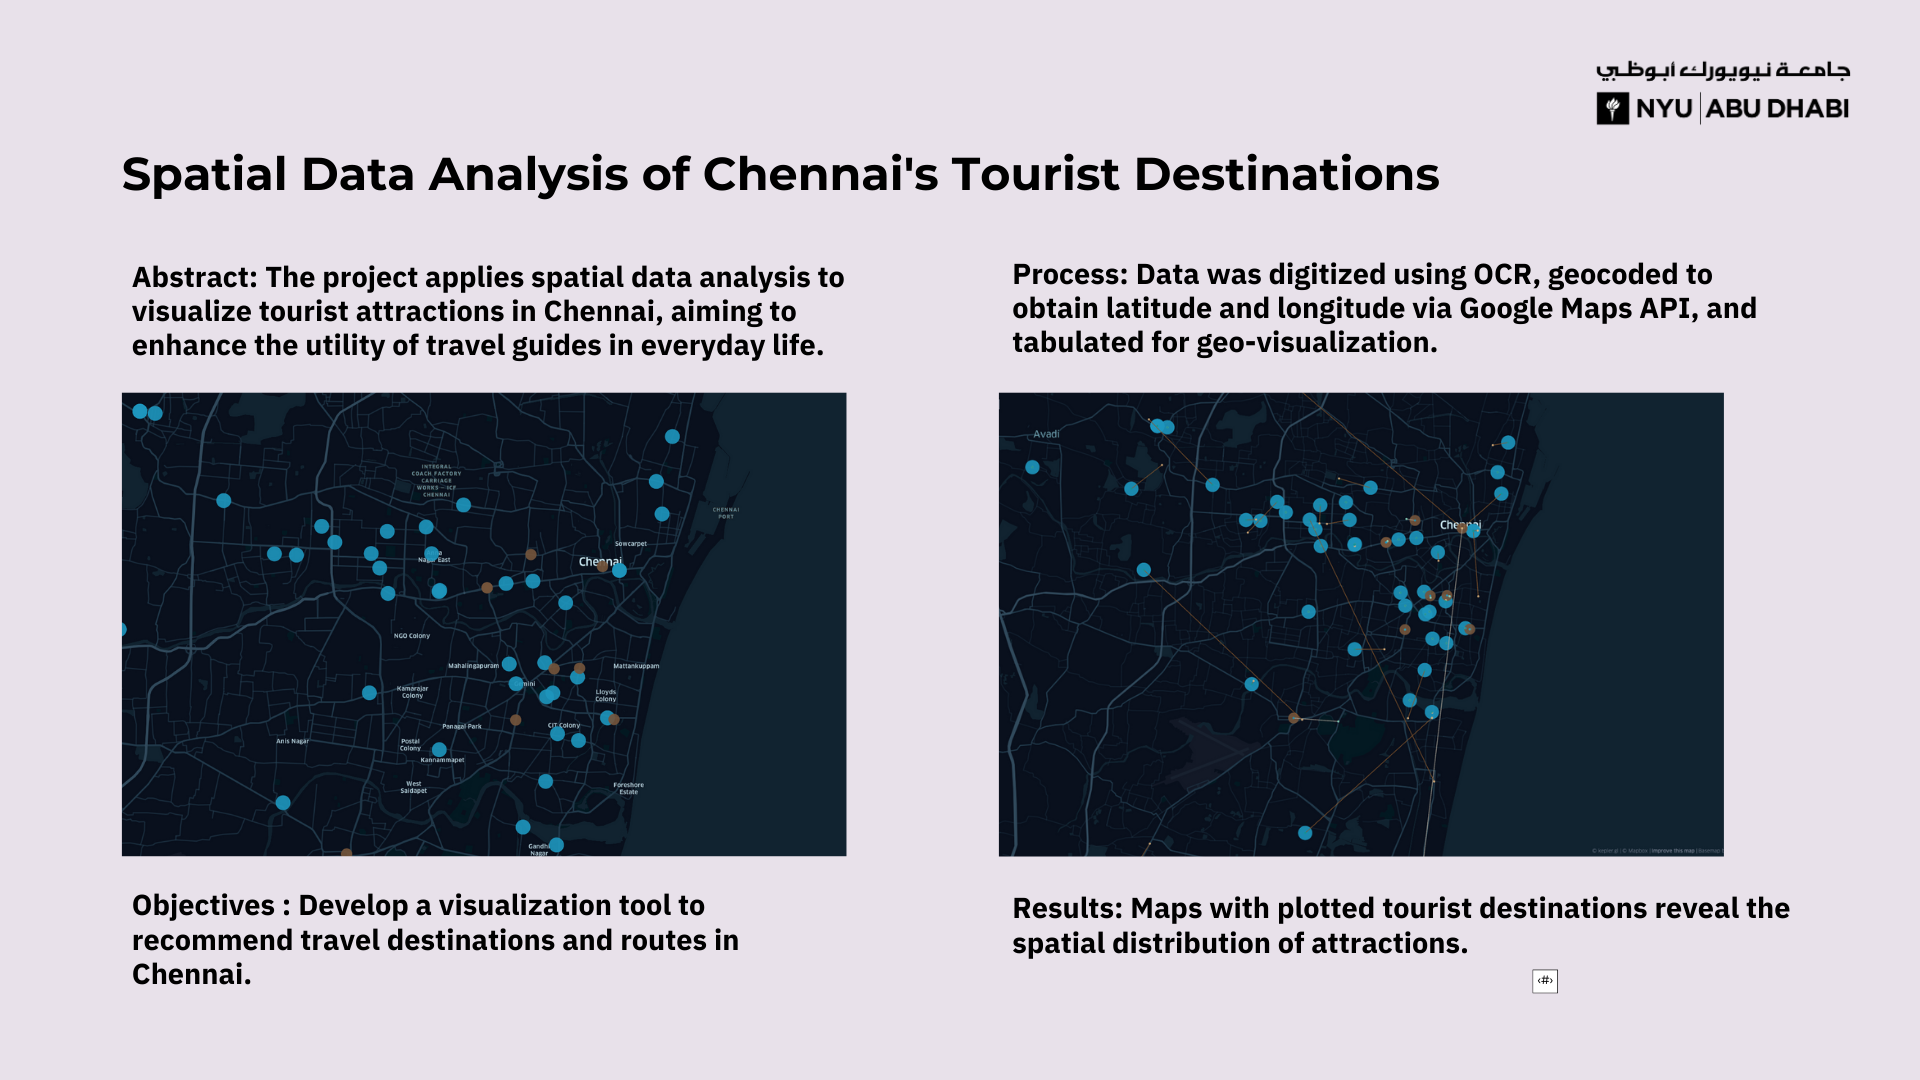 جامعـة نيويورك أبوظبي
NYU ABU DHABI
Spatial Data Analysis of Chennai's Tourist Destinations
Abstract: The project applies spatial data analysis to
visualize tourist attractions in Chennai, aiming to
enhance the utility of travel guides in everyday life.
Process: Data was digitized using OCR, geocoded to
obtain latitude and longitude via Google Maps API, and
tabulated for geo-visualization.
INTEGRAL
COACH FACTORY
CARRIAGE
WORKS - ICF
CHENNAI
CHENNAI
PORT
Sowcarpet
Nagar East
Chennai
NGO Colony
Mahalingapuram
Mattankuppam
Kamarajar
Colony
Lloyds
Colony
Panagal Park
CIT Colony
Anis Nagar
Postal
Colony
Kannammapet
West
Saidapet
Foreshore
Estate
Gandhi
Nagar
Avadi
Chennai
© kepler.gl | © Mapbox | Improve this map | Basemap
Objectives : Develop a visualization tool to
recommend travel destinations and routes in
Chennai.
Results: Maps with plotted tourist destinations reveal the
spatial distribution of attractions.
‹#›